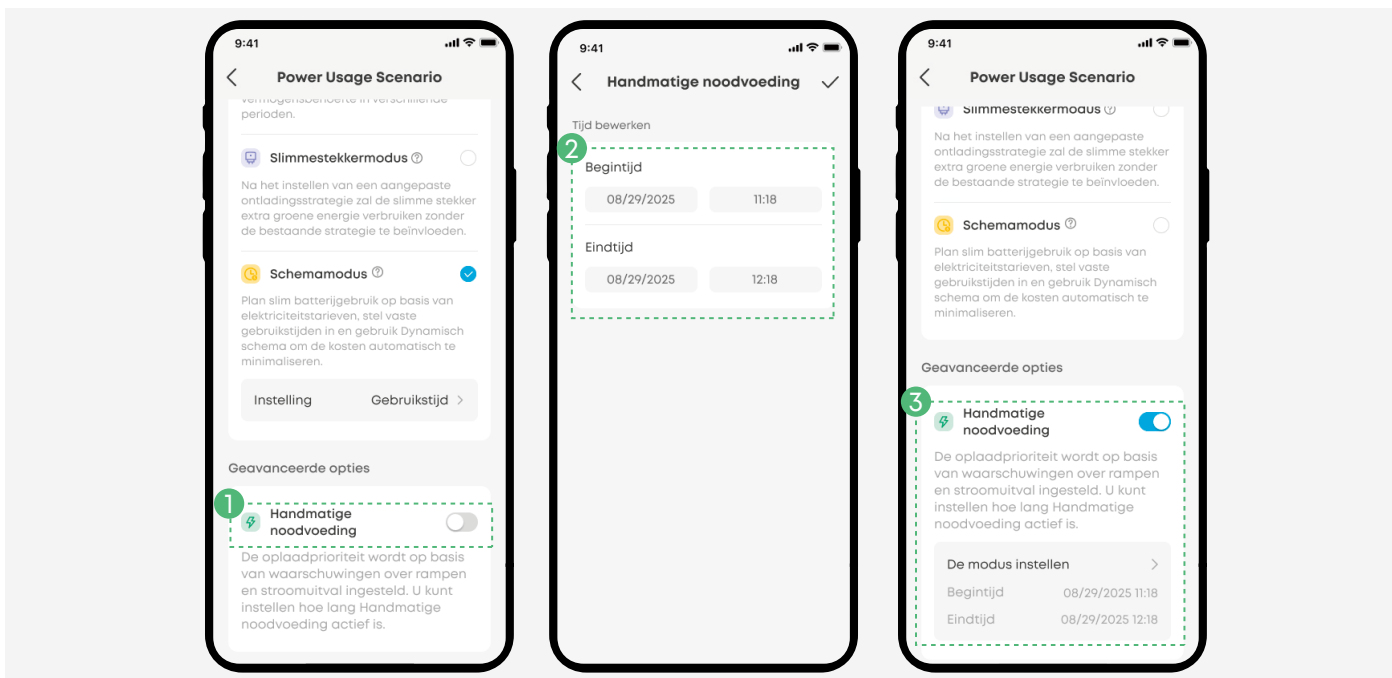 9:41
Power Usage Scenario
vermogensbehoefte in verschillende
perioden.
Slimmestekkermodus
Na het instellen van een aangepaste
ontladingsstrategie zal de slimme stekker
extra groene energie verbruiken zonder
de bestaande strategie te beïnvloeden.
Schemamodus
Plan slim batterijgebruik op basis van
elektriciteitstarieven, stel vaste
gebruikstijden in en gebruik Dynamisch
schema om de kosten automatisch te
minimaliseren.
Instelling Gebruikstijd
Geavanceerde opties
1
Handmatige
noodvoeding
De oplaadprioriteit wordt op basis
van waarschuwingen over rampen
en stroomuitval ingesteld. U kunt
instellen hoe lang Handmatige
noodvoeding actief is.
9:41
Handmatige noodvoeding
Tijd bewerken
2
Begintijd
08/29/2025 11:18
Eindtijd
08/29/2025 12:18
9:41
Power Usage Scenario
Slimmestekkermodus
Na het instellen van een aangepaste
ontladingsstrategie zal de slimme stekker
extra groene energie verbruiken zonder
de bestaande strategie te beïnvloeden.
Schemamodus
Plan slim batterijgebruik op basis van
elektriciteitstarieven, stel vaste
gebruikstijden in en gebruik Dynamisch
schema om de kosten automatisch te
minimaliseren.
Geavanceerde opties
3
Handmatige
noodvoeding
De oplaadprioriteit wordt op basis
van waarschuwingen over rampen
en stroomuitval ingesteld. U kunt
instellen hoe lang Handmatige
noodvoeding actief is.
De modus instellen
Begintijd 08/29/2025 11:18
Eindtijd 08/29/2025 12:18